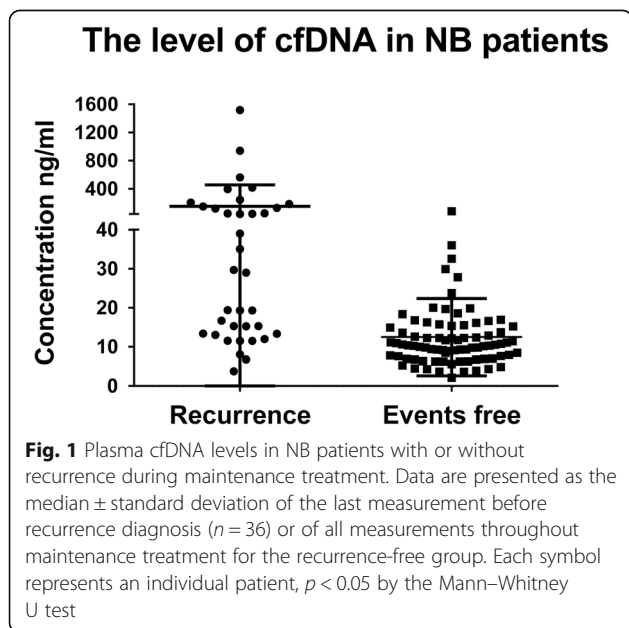 The level of cfDNA in NB patients
Concentration ng/ml
1600
1200
800
400
40
30
20
10
0
Recurrence
Events free
Fig. 1 Plasma cfDNA levels in NB patients with or without
recurrence during maintenance treatment. Data are presented as the
median ± standard deviation of the last measurement before
recurrence diagnosis (n = 36) or of all measurements throughout
maintenance treatment for the recurrence-free group. Each symbol
represents an individual patient, p < 0.05 by the Mann–Whitney
U test